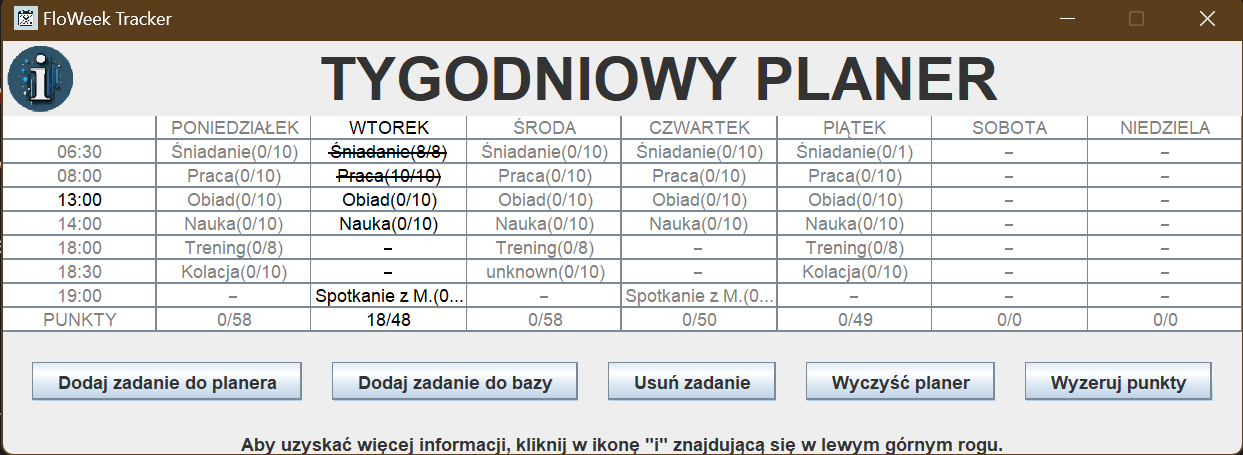 FloWeek Tracker
TYGODNIOWY PLANER
PONIEDZIAŁEK WTOREK ŚRODA CZWARTEK PIĄTEK SOBOTA NIEDZIELA
06:30 Śniadanie(0/10) Śniadanie(8/8) Śniadanie(0/10) Śniadanie(0/10) Śniadanie(0/1) – –
08:00 Praca(0/10) Praca(10/10) Praca(0/10) Praca(0/10) Praca(0/10) – –
13:00 Obiad(0/10) Obiad(0/10) Obiad(0/10) Obiad(0/10) Obiad(0/10) – –
14:00 Nauka(0/10) Nauka(0/10) Nauka(0/10) Nauka(0/10) Nauka(0/10) – –
18:00 Trening(0/8) – Trening(0/8) – Trening(0/8) – –
18:30 Kolacja(0/10) – unknown(0/10) – Kolacja(0/10) – –
19:00 – Spotkanie z M.(0... – Spotkanie z M.(0... – – –
PUNKTY 0/58 18/48 0/58 0/50 0/49 0/0 0/0
Dodaj zadanie do planera Dodaj zadanie do bazy Usuń zadanie Wyczyść planer Wyzeruj punkty
Aby uzyskać więcej informacji, kliknij w ikonę "i" znajdującą się w lewym górnym rogu.